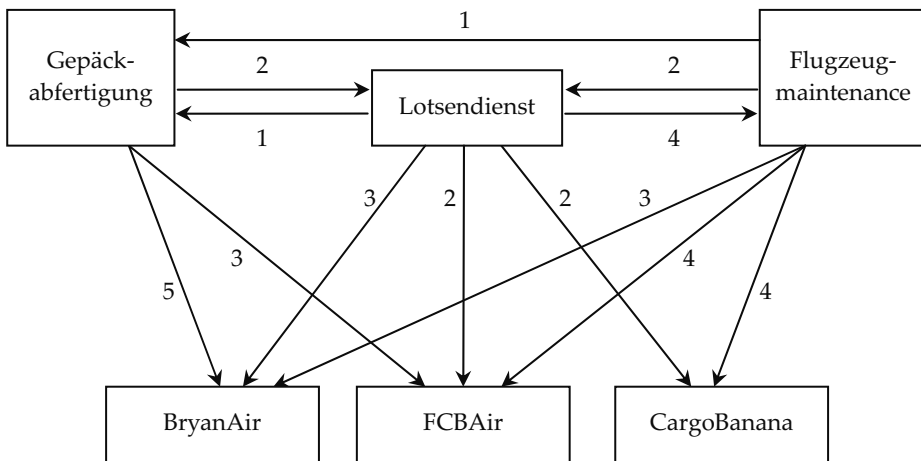 1
Gepäck-
abfertigung
2
Lotsendienst
2
Flugzeug-
maintenance
1
4
3
2
2
3
3
4
5
4
BryanAir
FCBAir
CargoBanana